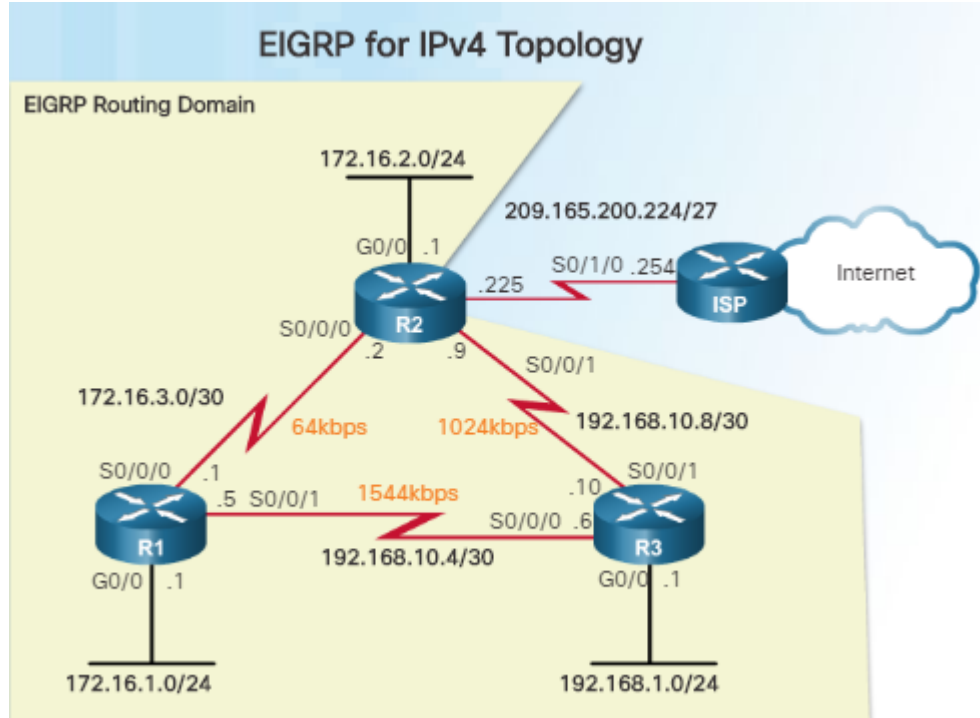 EIGRP for IPv4 Topology
EIGRP Routing Domain
172.16.2.0/24
209.165.200.224/27
G0/0 .1
S0/1/0 .254
.225
Internet
ISP
R2
S0/0/0
.2
.9
S0/0/1
172.16.3.0/30
64kbps
1024kbps
192.168.10.8/30
S0/0/0 .1
S0/0/1
.5 S0/0/1
1544kbps
.10
S0/0/0 .6
R1
R3
192.168.10.4/30
G0/0 .1
G0/0 .1
172.16.1.0/24
192.168.1.0/24